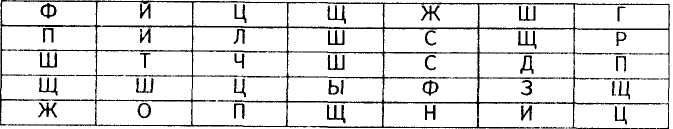 Ф Й Ц Щ Ж Ш Г
П И Л Ш С Щ Р
Ш Т Ч Ш С Д П
Щ Ш Ц Ы Ф З Щ
Ж О П Щ Н И Ц